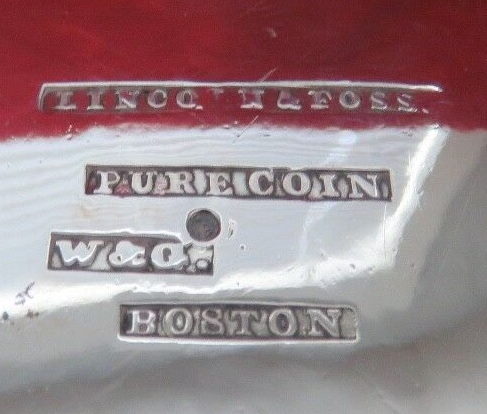 LINCOLN & FOSS.
PURE COIN
W & G.
BOSTON